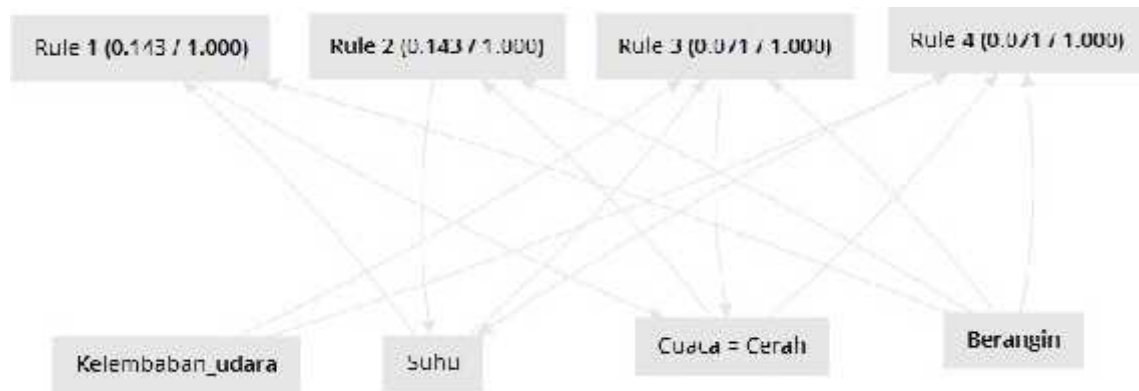 Rule 1 (0.143 / 1.000)
Rule 2 (0.143 / 1.000)
Rule 3 (0.071 / 1.000)
Rule 4 (0.071 / 1.000)
Kelembaban_udara
Suhu
Cuaca = Cerah
Berangin